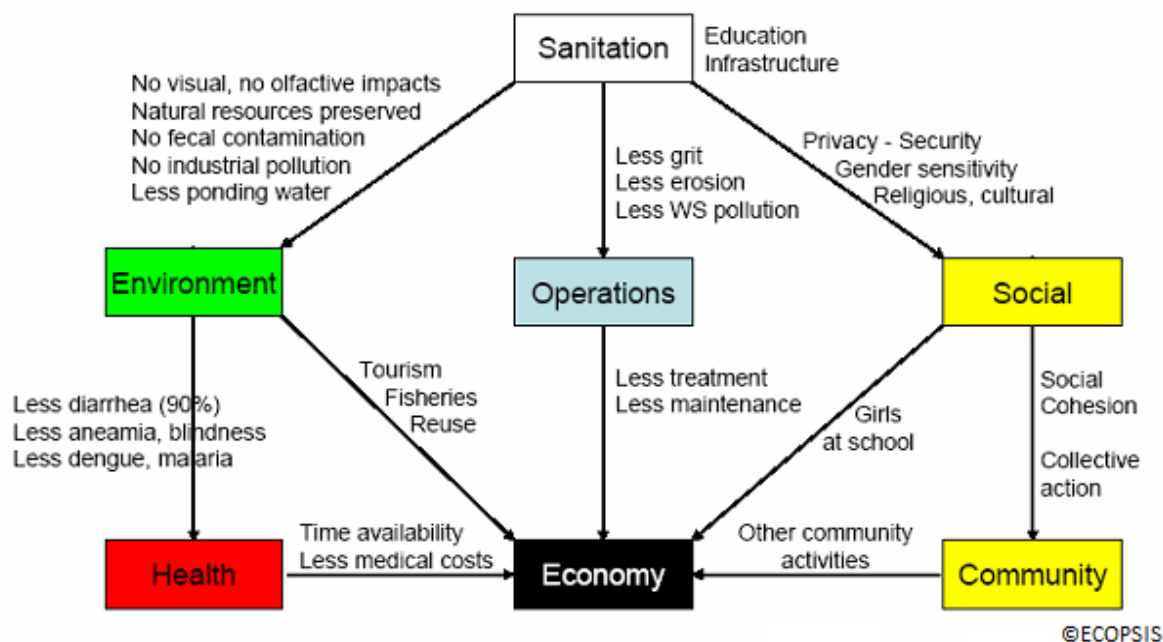 Sanitation
Education
Infrastructure
No visual, no olfactive impacts
Natural resources preserved
No fecal contamination
No industrial pollution
Less ponding water
Less grit
Less erosion
Less WS pollution
Privacy - Security
Gender sensitivity
Religious, cultural
Environment
Operations
Social
Less diarrhea (90%)
Less aneamia, blindness
Less dengue, malaria
Tourism
Fisheries
Reuse
Less treatment
Less maintenance
Girls
at school
Social
Cohesion
Collective
action
Health
Time availability
Less medical costs
Economy
Other community
activities
Community
©ECOPSIS